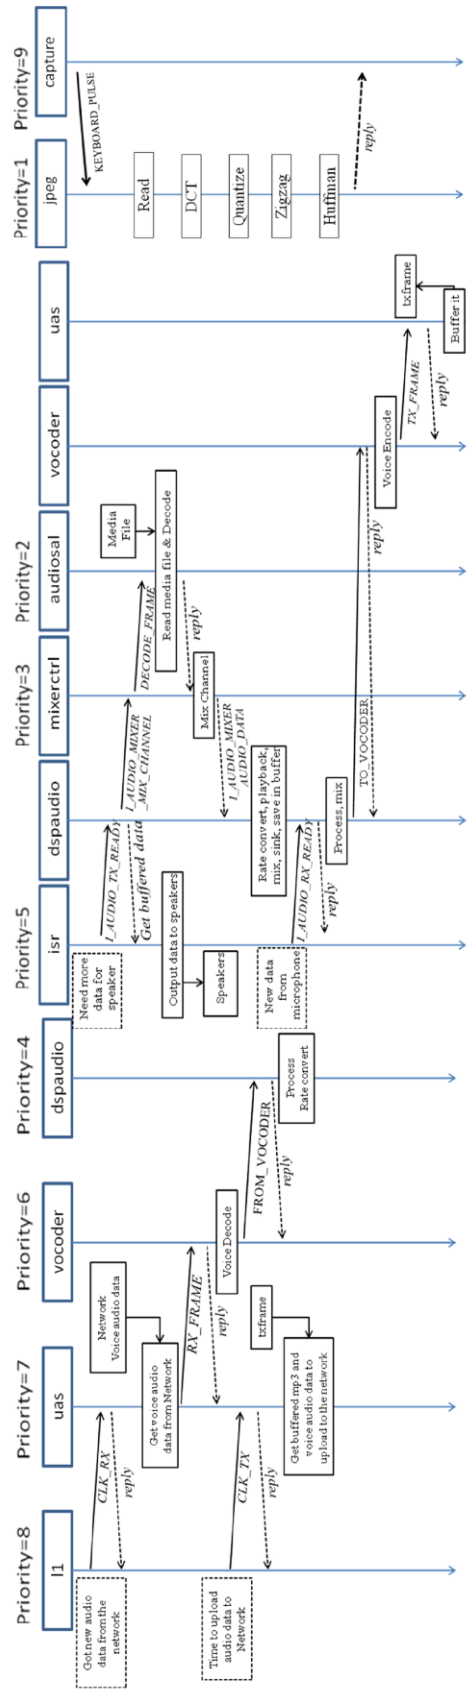 Priority=8
l1
Got new audio
data from the
network
CLK_RX
reply
Time to upload
audio data to
Network
CLK_TX
reply
Priority=7
uas
Network
Voice audio data
Get voice audio
data from Network
RX_FRAME
reply
txframe
Get buffered mp3 and
voice audio data to
upload to the network
Priority=6
vocoder
Voice Decode
FROM_VOCODER
reply
Priority=4
dspaudio
Process
Rate convert
Priority=5
isr
Need more
data for
speaker
I_AUDIO_TX_READY
Get buffered data
Output data to speakers
Speakers
New data
from
microphone
I_AUDIO_RX_READY
reply
dspaudio
I_AUDIO_MIXER
_MIX_CHANNEL
Rate convert, playback,
mix, sink, save in buffer
Process, mix
TO_VOCODER
reply
Priority=3
mixerctrl
DECODE_FRAME
reply
Mix Channel
I_AUDIO_MIXER
AUDIO_DATA
Priority=2
audiosal
Media
File
Read media file & Decode
vocoder
Voice Encode
TX_FRAME
reply
uas
txframe
Buffer it
Priority=1
jpeg
Read
DCT
Quantize
Zigzag
Huffman
reply
Priority=9
capture
KEYBOARD_PULSE